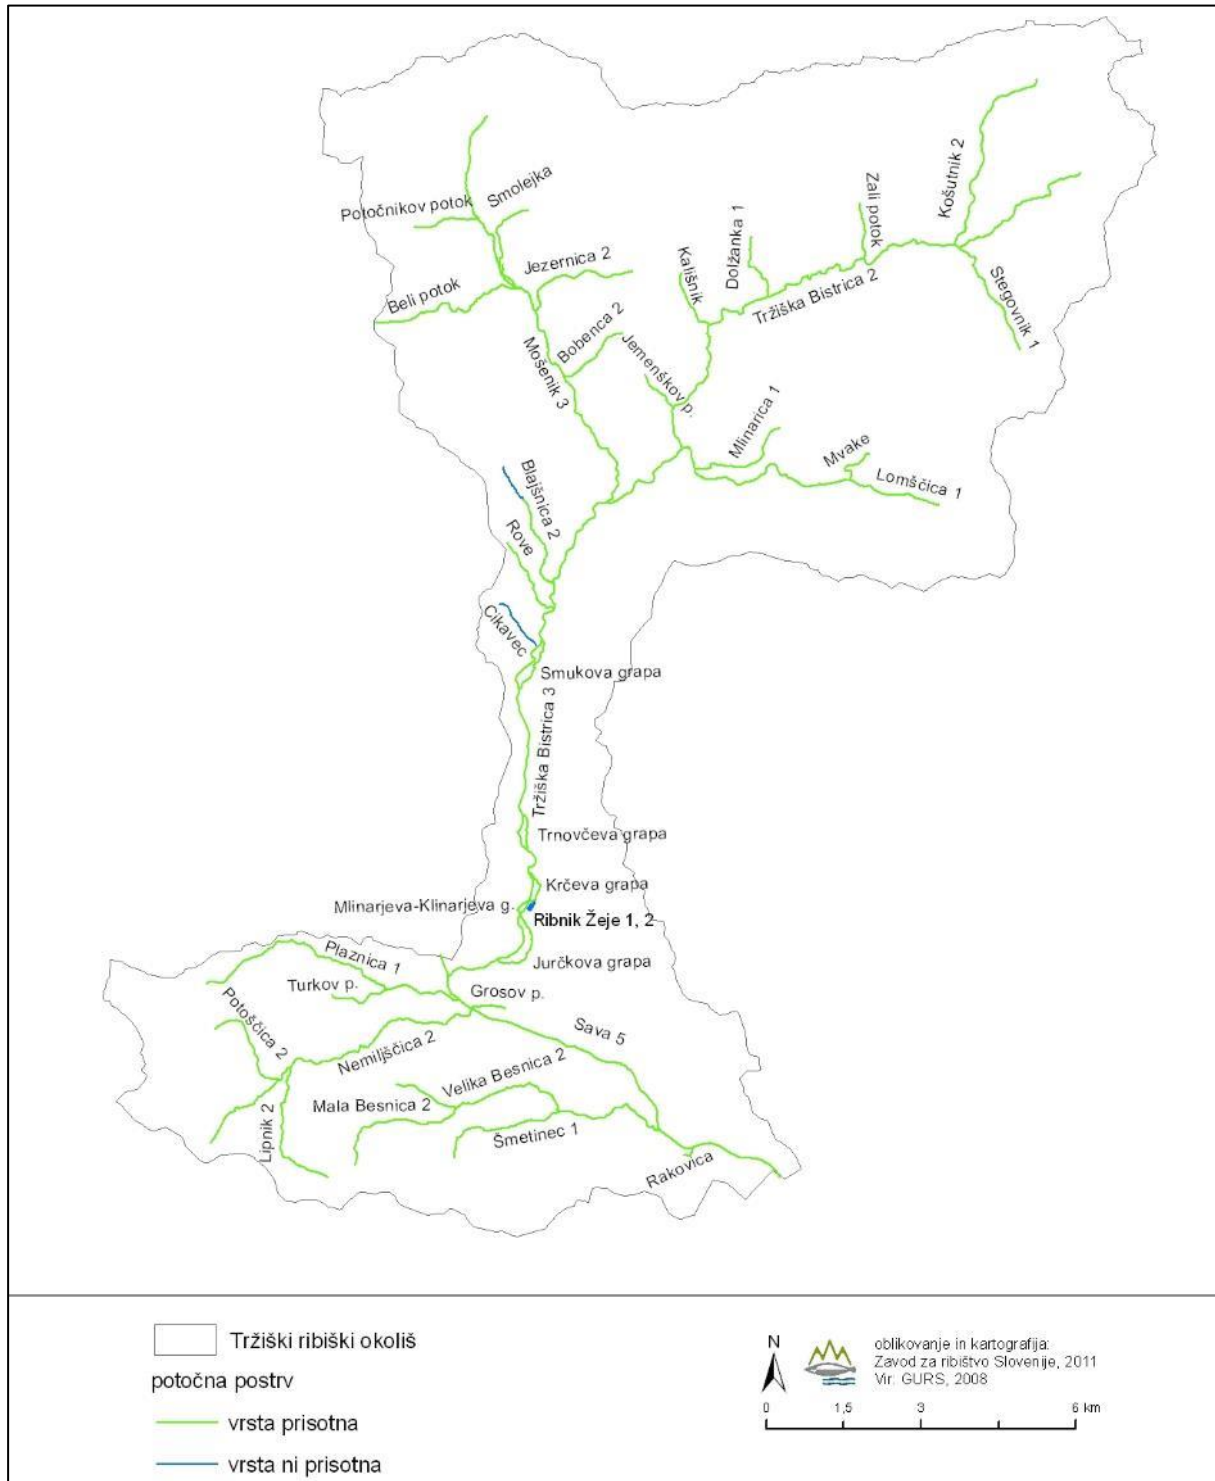 Košutnik 2
Smolejka
Zali potok
Potočnikov potok
Dolžanka 1
Kališnik
Jezernica 2
Stegovnik 1
Beli potok
Tržiška Bistrica 2
Bobenca 2
Jemenškov p.
Mošenik 3
Mlinarica 1
Mvake
Lomščica 1
Blajšnica 2
Rove
Cikavec
Smukova grapa
Tržiška Bistrica 3
Trnovčeva grapa
Krčeva grapa
Mlinarjeva-Klinarjeva g.
Ribnik Žeje 1, 2
Plaznica 1
Jurčkova grapa
Turkov p.
Grosov p.
Potoščica 2
Sava 5
Nemiljščica 2
Velika Besnica 2
Mala Besnica 2
Lipnik 2
Šmetinec 1
Rakovica
Tržiški ribiški okoliš
potočna postrv
vrsta prisotna
vrsta ni prisotna
N
oblikovanje in kartografija:
Zavod za ribištvo Slovenije, 2011
Vir: GURS, 2008
0 1,5 3 6 km